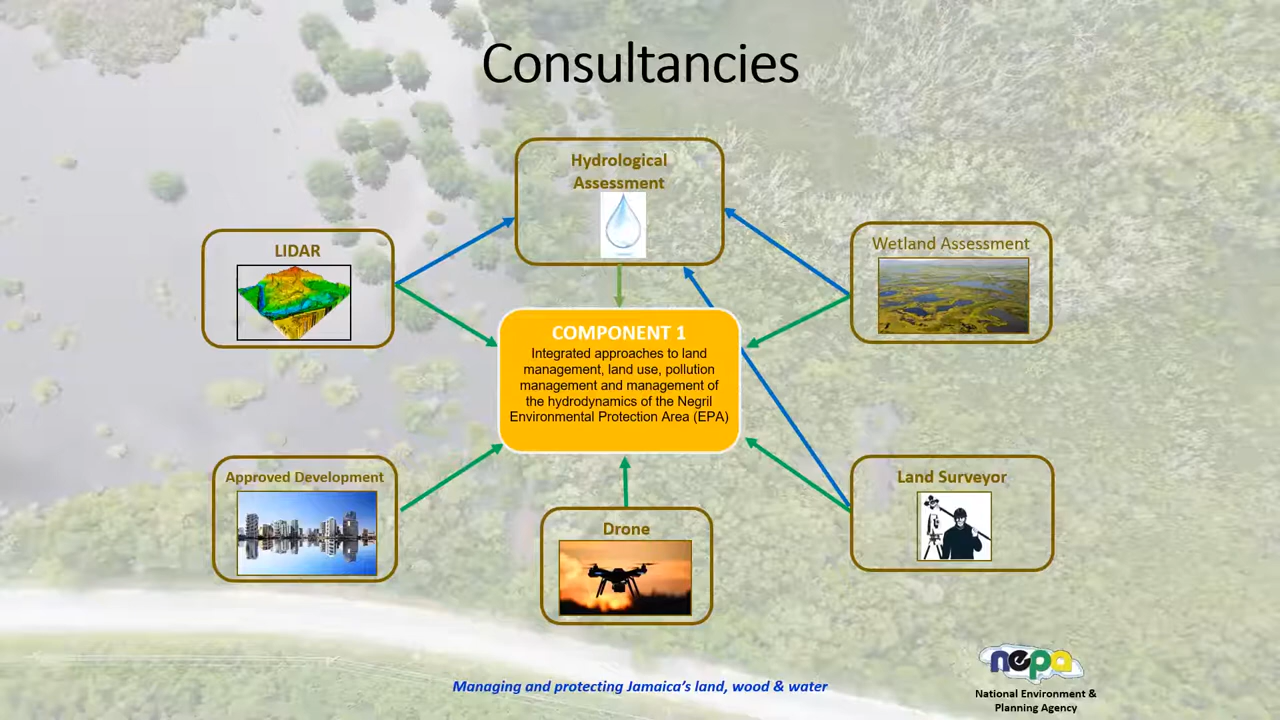 Consultancies
Hydrological
Assessment
LIDAR
Wetland Assessment
COMPONENT 1
Integrated approaches to land
management, land use, pollution
management and management of
the hydrodynamics of the Negril
Environmental Protection Area (EPA)
Approved Development
Drone
Land Surveyor
Managing and protecting Jamaica's land, wood & water
nepa
National Environment &
Planning Agency